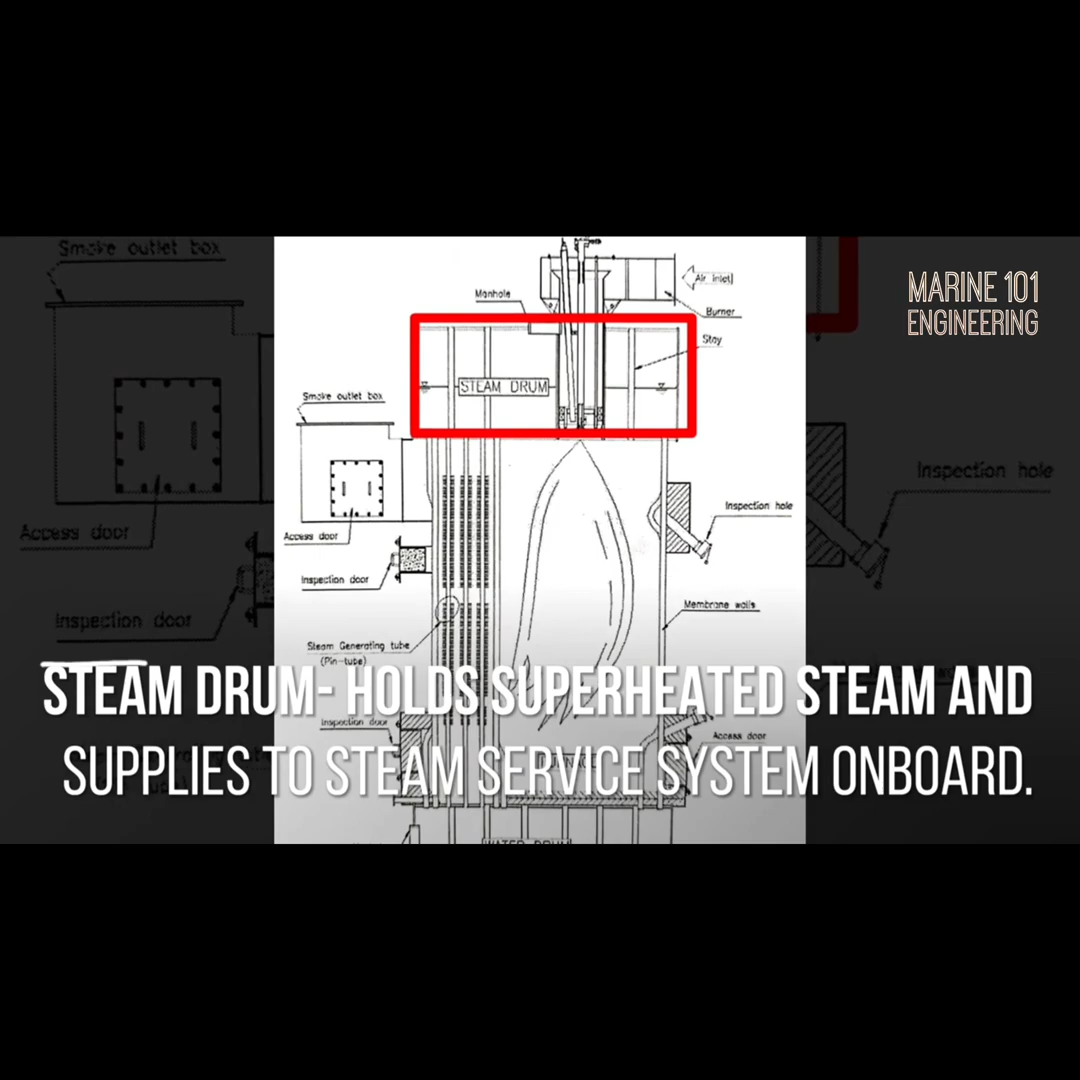 Smoke outlet box
MARINE 101
ENGINEERING
Air inlet
Manhole
Burner
Stay
STEAM DRUM
Smoke outlet box
Inspection hole
Inspection hole
Access door
Access door
Inspection door
Membrane walls
Inspection door
Steam Generating tube
(Pin-tube)
STEAM DRUM- HOLDS SUPERHEATED STEAM AND
Inspection door
Access door
SUPPLIES TO STEAM SERVICE SYSTEM ONBOARD.
WATER DRUM